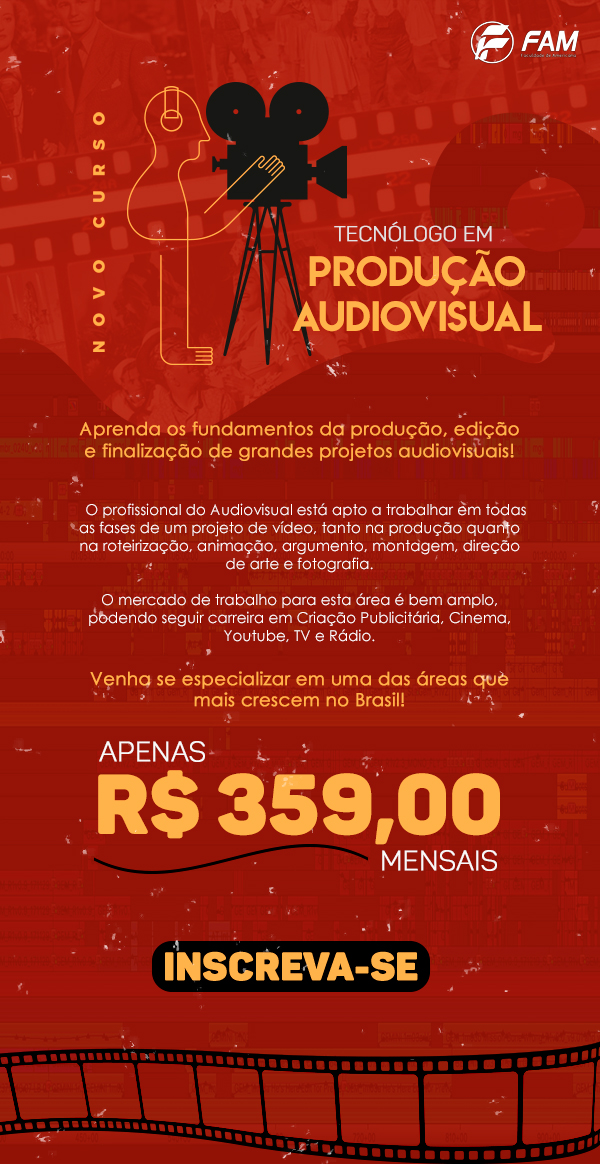 FAM
Faculdade de Americana
NOVO CURSO
TECNÓLOGO EM
PRODUÇÃO
AUDIOVISUAL
Aprenda os fundamentos da produção, edição
e finalização de grandes projetos audiovisuais!
O profissional do Audiovisual está apto a trabalhar em todas
as fases de um projeto de vídeo, tanto na produção quanto
na roteirização, animação, argumento, montagem, direção
de arte e fotografia.
O mercado de trabalho para esta área é bem amplo,
podendo seguir carreira em Criação Publicitária, Cinema,
Youtube, TV e Rádio.
Venha se especializar em uma das áreas que
mais crescem no Brasil!
APENAS
R$ 359,00
MENSAIS
INSCREVA-SE